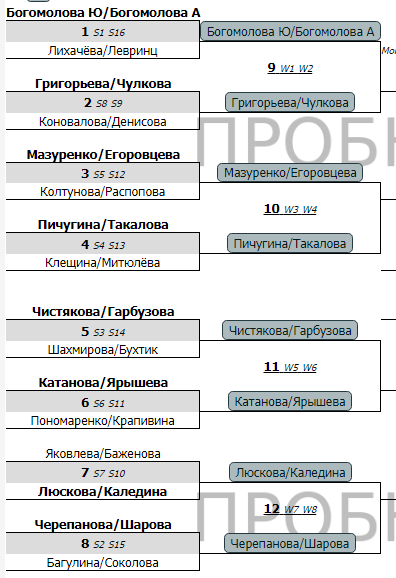 Богомолова Ю/Богомолова А
1 S1 S16
Лихачёва/Левринц
Богомолова Ю/Богомолова А
9 W1 W2
Григорьева/Чулкова
2 S8 S9
Коновалова/Денисова
Григорьева/Чулкова
Мазуренко/Егоровцева
3 S5 S12
Колтунова/Распопова
Мазуренко/Егоровцева
10 W3 W4
Пичугина/Такалова
4 S4 S13
Клещина/Митюлёва
Пичугина/Такалова
Чистякова/Гарбузова
5 S3 S14
Шахмирова/Бухтик
Чистякова/Гарбузова
11 W5 W6
Катанова/Ярышева
6 S6 S11
Пономаренко/Крапивина
Катанова/Ярышева
Яковлева/Баженова
7 S7 S10
Люскова/Каледина
Люскова/Каледина
12 W7 W8
Черепанова/Шарова
8 S2 S15
Багулина/Соколова
Черепанова/Шарова